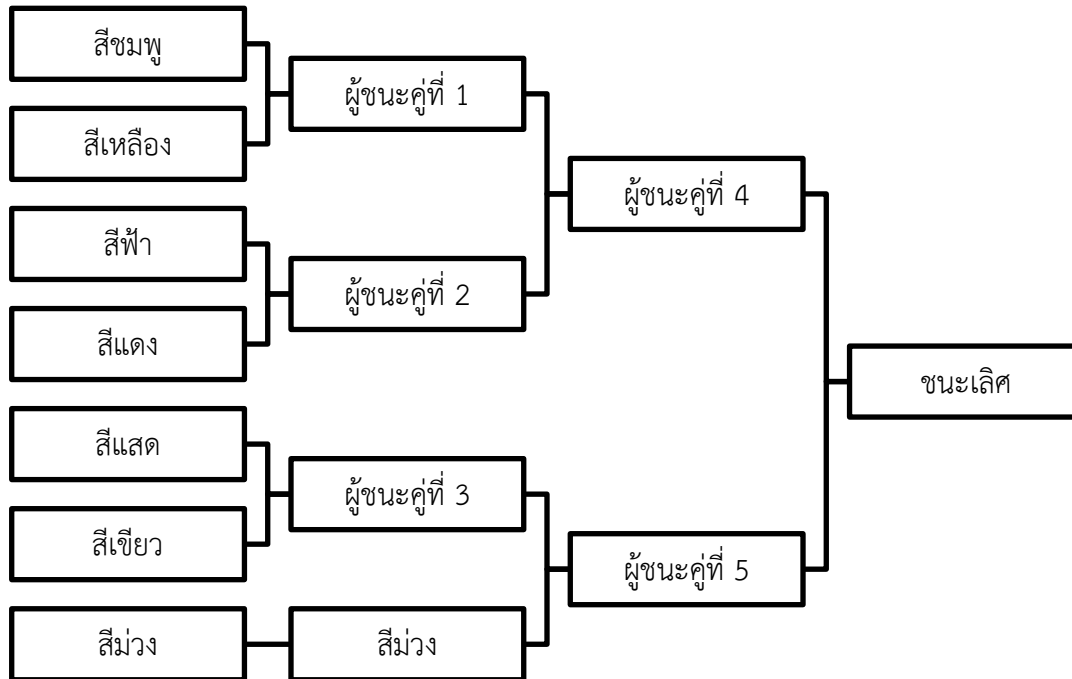 สีชมพู
สีเหลือง
สีฟ้า
สีแดง
สีแสด
สีเขียว
สีม่วง
ผู้ชนะคู่ที่ 1
ผู้ชนะคู่ที่ 2
ผู้ชนะคู่ที่ 3
สีม่วง
ผู้ชนะคู่ที่ 4
ผู้ชนะคู่ที่ 5
ชนะเลิศ